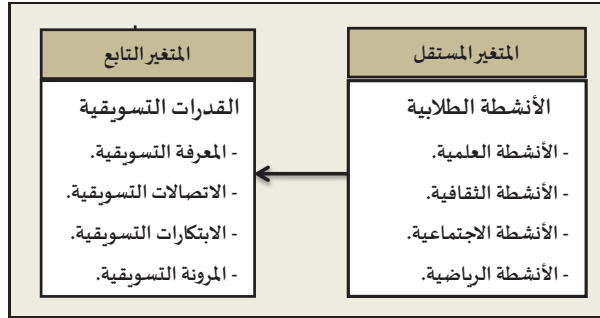 المتغير المستقل
الأنشطة الطلابية
- الأنشطة العلمية.
- الأنشطة الثقافية.
- الأنشطة الاجتماعية.
- الأنشطة الرياضية.
المتغير التابع
القدرات التسويقية
- المعرفة التسويقية.
- الاتصالات التسويقية.
- الابتكارات التسويقية.
- المرونة التسويقية.